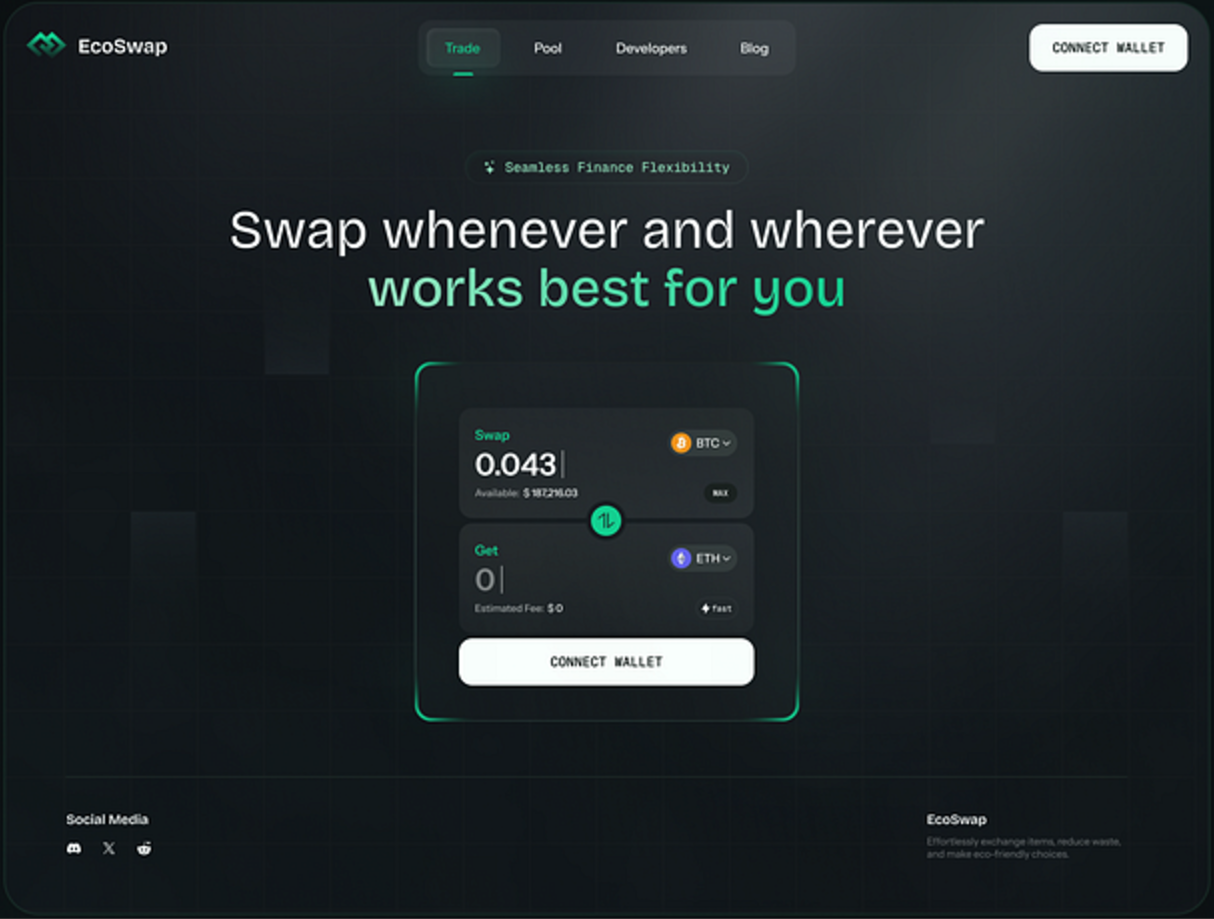 EcoSwap
Trade
Pool
Developers
Blog
CONNECT WALLET
Seamless Finance Flexibility
Swap whenever and wherever
works best for you
Swap
BTC
0.043
Available: $ 187,216.03
MAX
Get
ETH
0
Estimated Fee: $ 0
fast
CONNECT WALLET
Social Media
EcoSwap
Effortlessly exchange items, reduce waste,
and make eco-friendly choices.